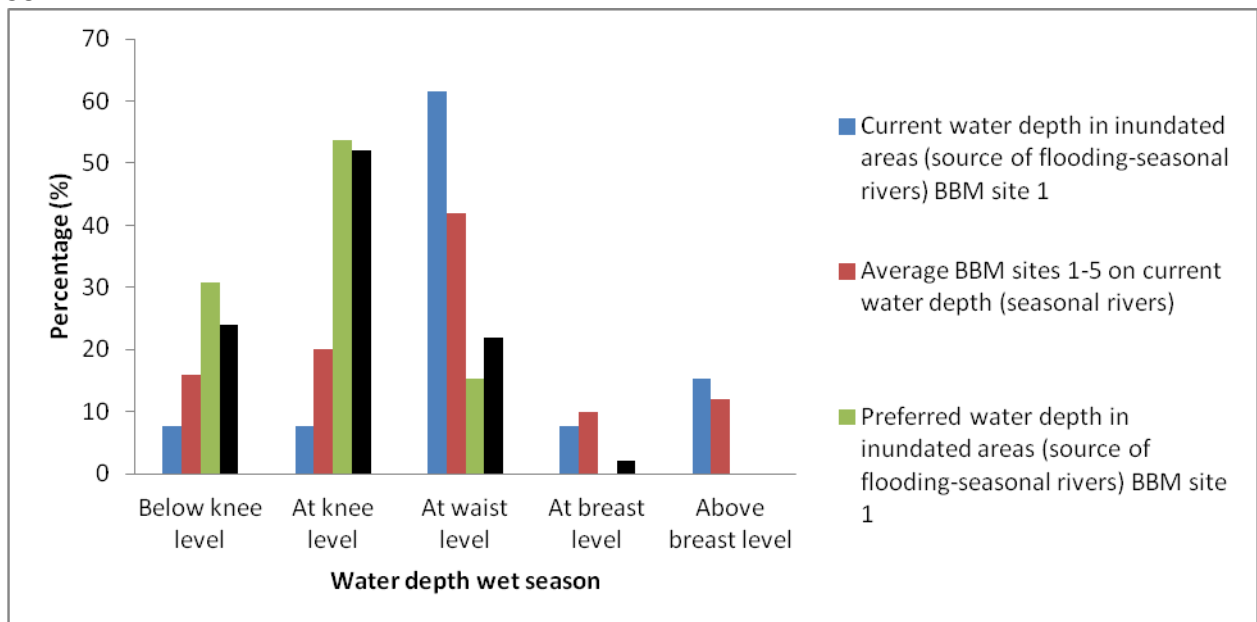 70
60
50
40
30
20
10
0
Percentage (%)
Below knee level
At knee level
At waist level
At breast level
Above breast level
Water depth wet season
Current water depth in inundated
areas (source of flooding-seasonal
rivers) BBM site 1
Average BBM sites 1-5 on current
water depth (seasonal rivers)
Preferred water depth in
inundated areas (source of
flooding-seasonal rivers) BBM site
1